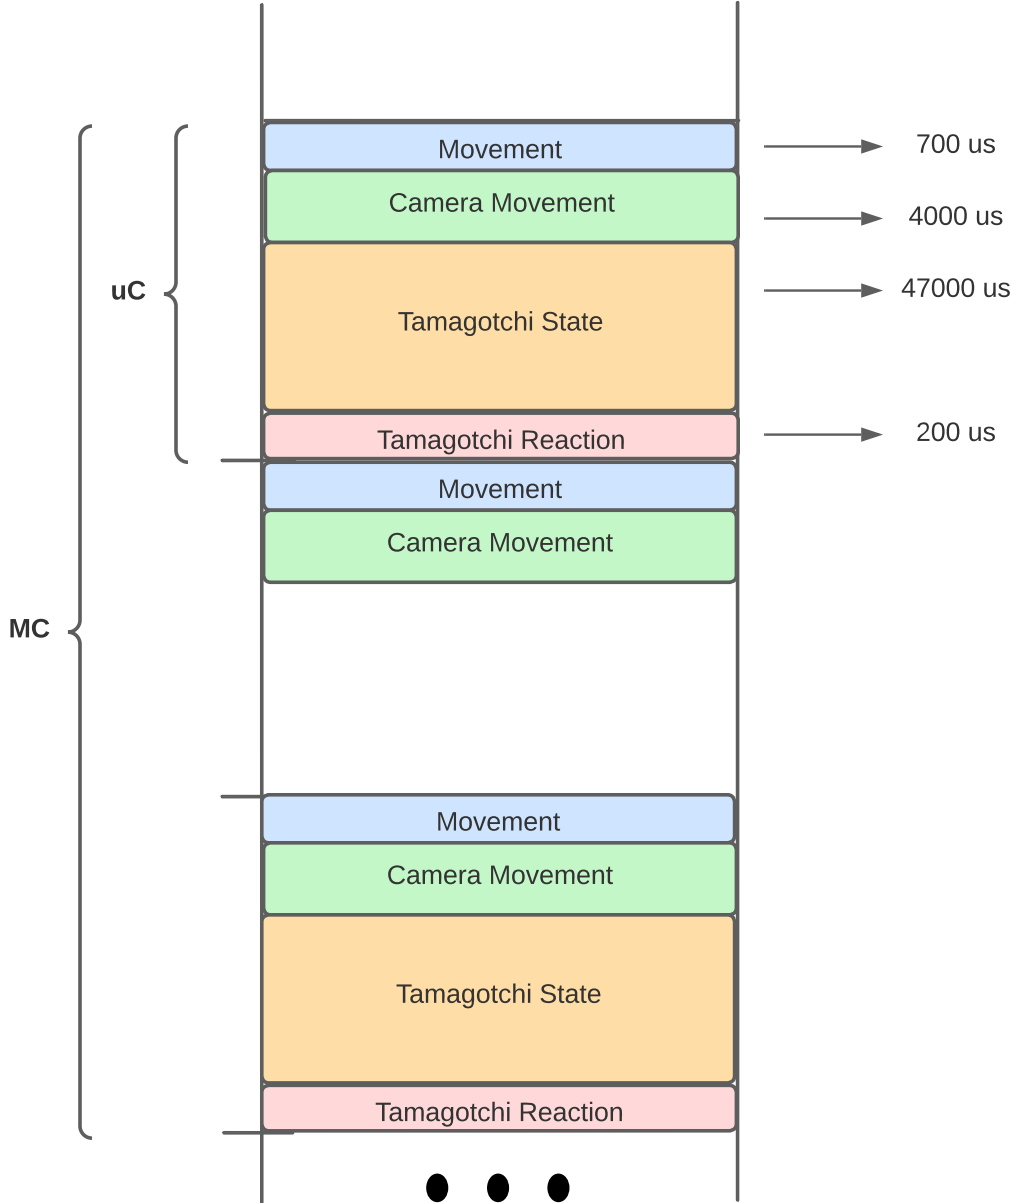 Movement
700 us
Camera Movement
4000 us
uC
47000 us
Tamagotchi State
Tamagotchi Reaction
200 us
Movement
Camera Movement
MC
Movement
Camera Movement
Tamagotchi State
Tamagotchi Reaction